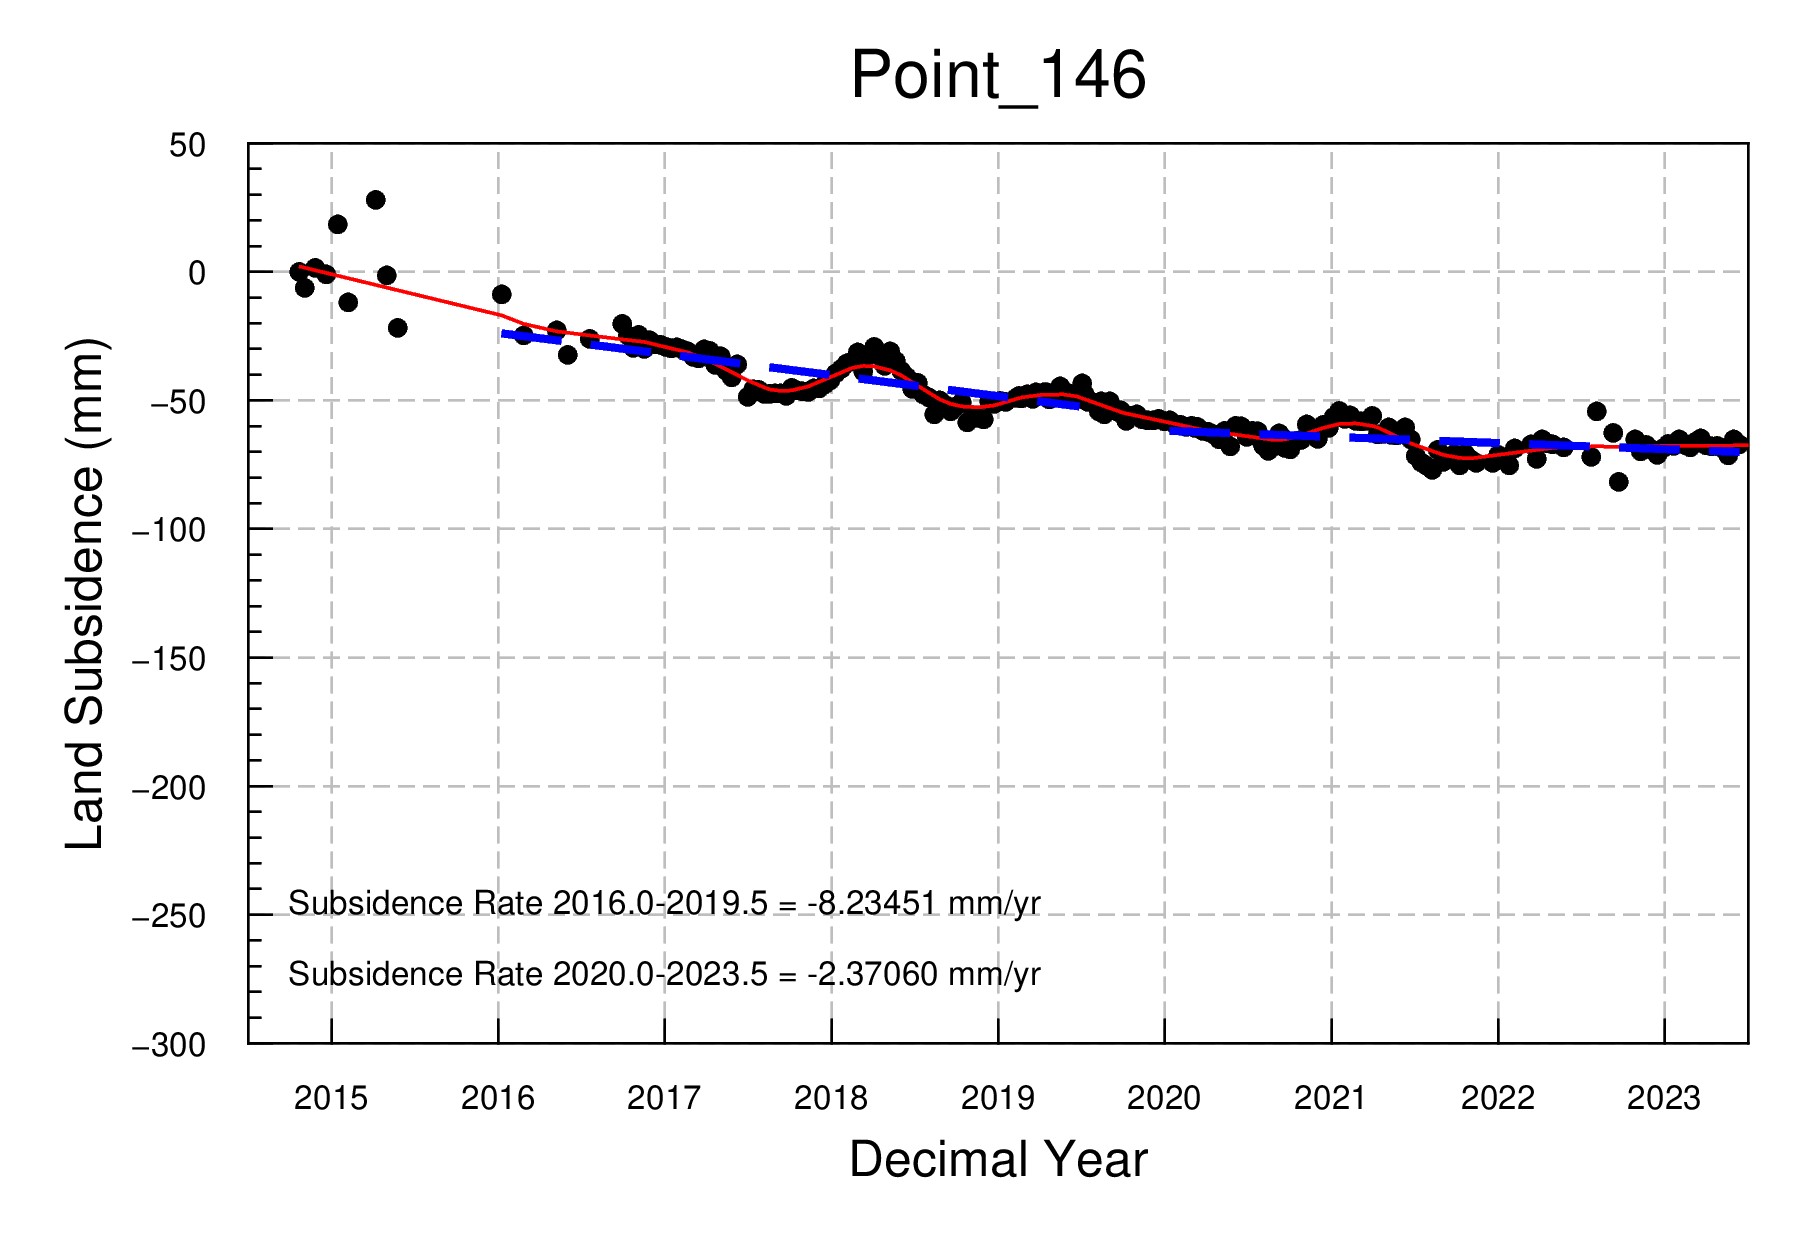 Point_146
50
0
−50
−100
−150
−200
−250
−300
Land Subsidence (mm)
Subsidence Rate 2016.0-2019.5 = -8.23451 mm/yr
Subsidence Rate 2020.0-2023.5 = -2.37060 mm/yr
2015 2016 2017 2018 2019 2020 2021 2022 2023
Decimal Year